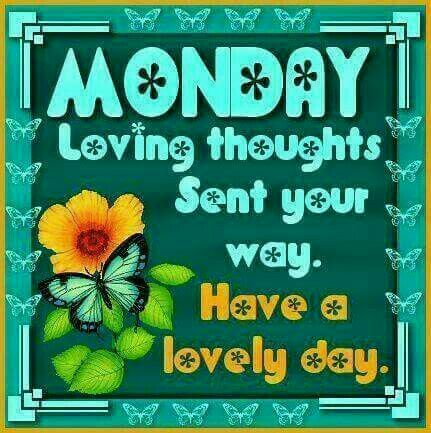 MONDAY
Loving thoughts
Sent your
way.
Have a
lovely day.